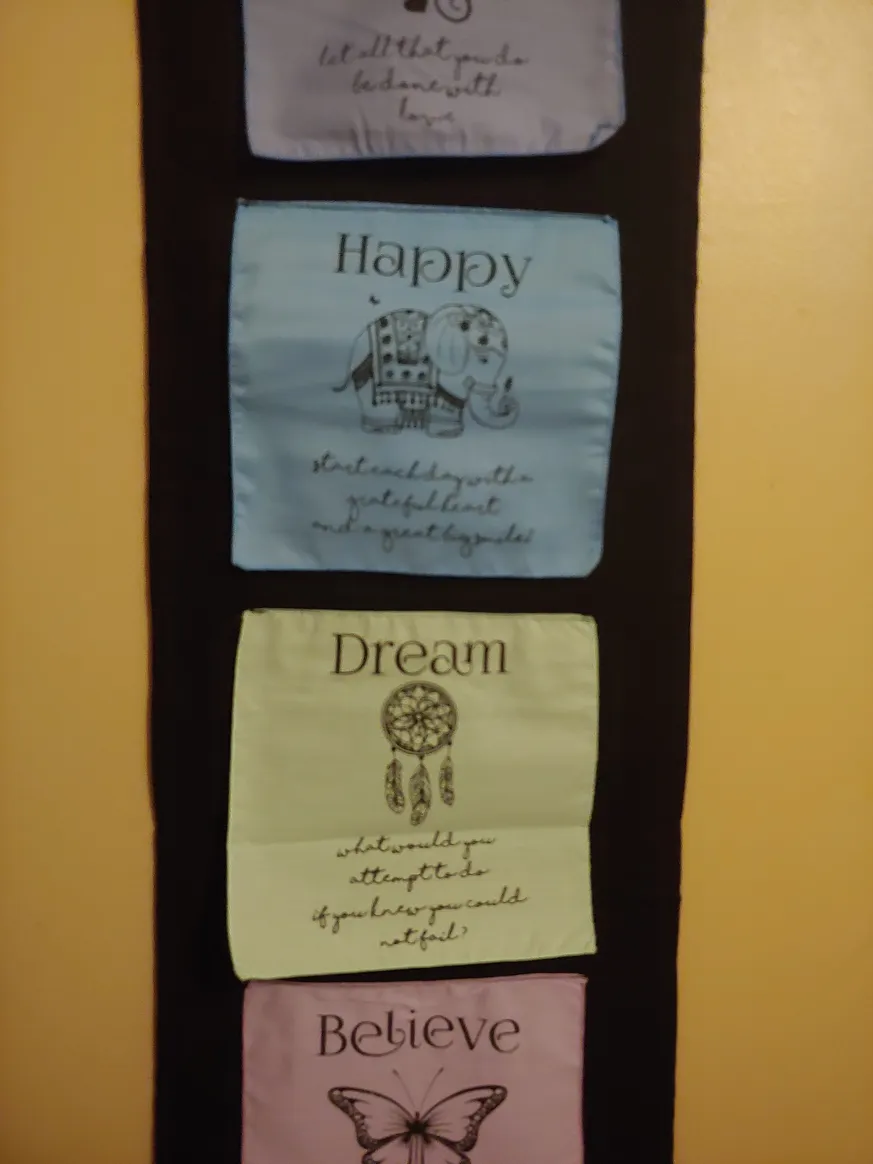 let all that you do
be done with
love
Happy
start each day with a
grateful heart
and a great big smile!
Dream
what would you
attempt to do
if you knew you could
not fail?
Believe